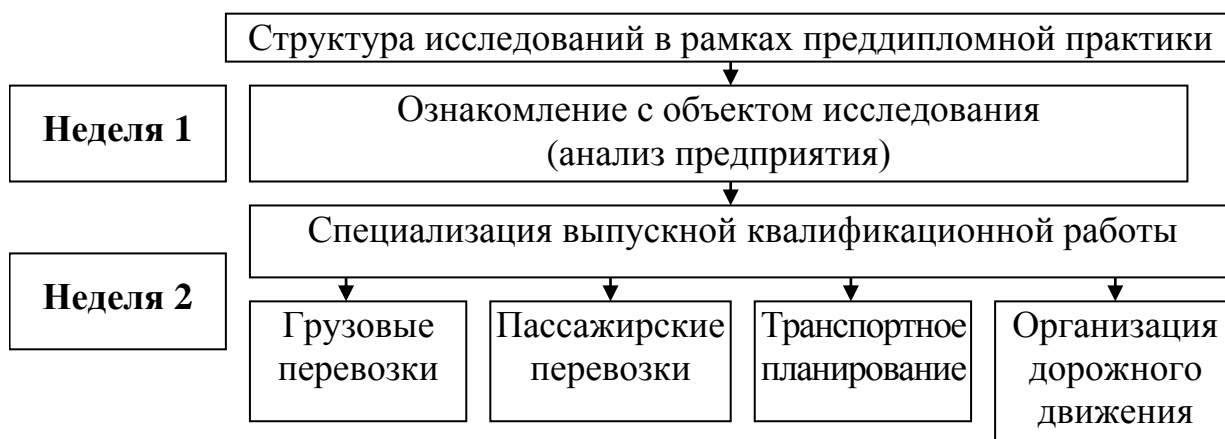 Структура исследований в рамках преддипломной практики
Неделя 1
Ознакомление с объектом исследования
(анализ предприятия)
Специализация выпускной квалификационной работы
Неделя 2
Грузовые
перевозки
Пассажирские
перевозки
Транспортное
планирование
Организация
дорожного
движения